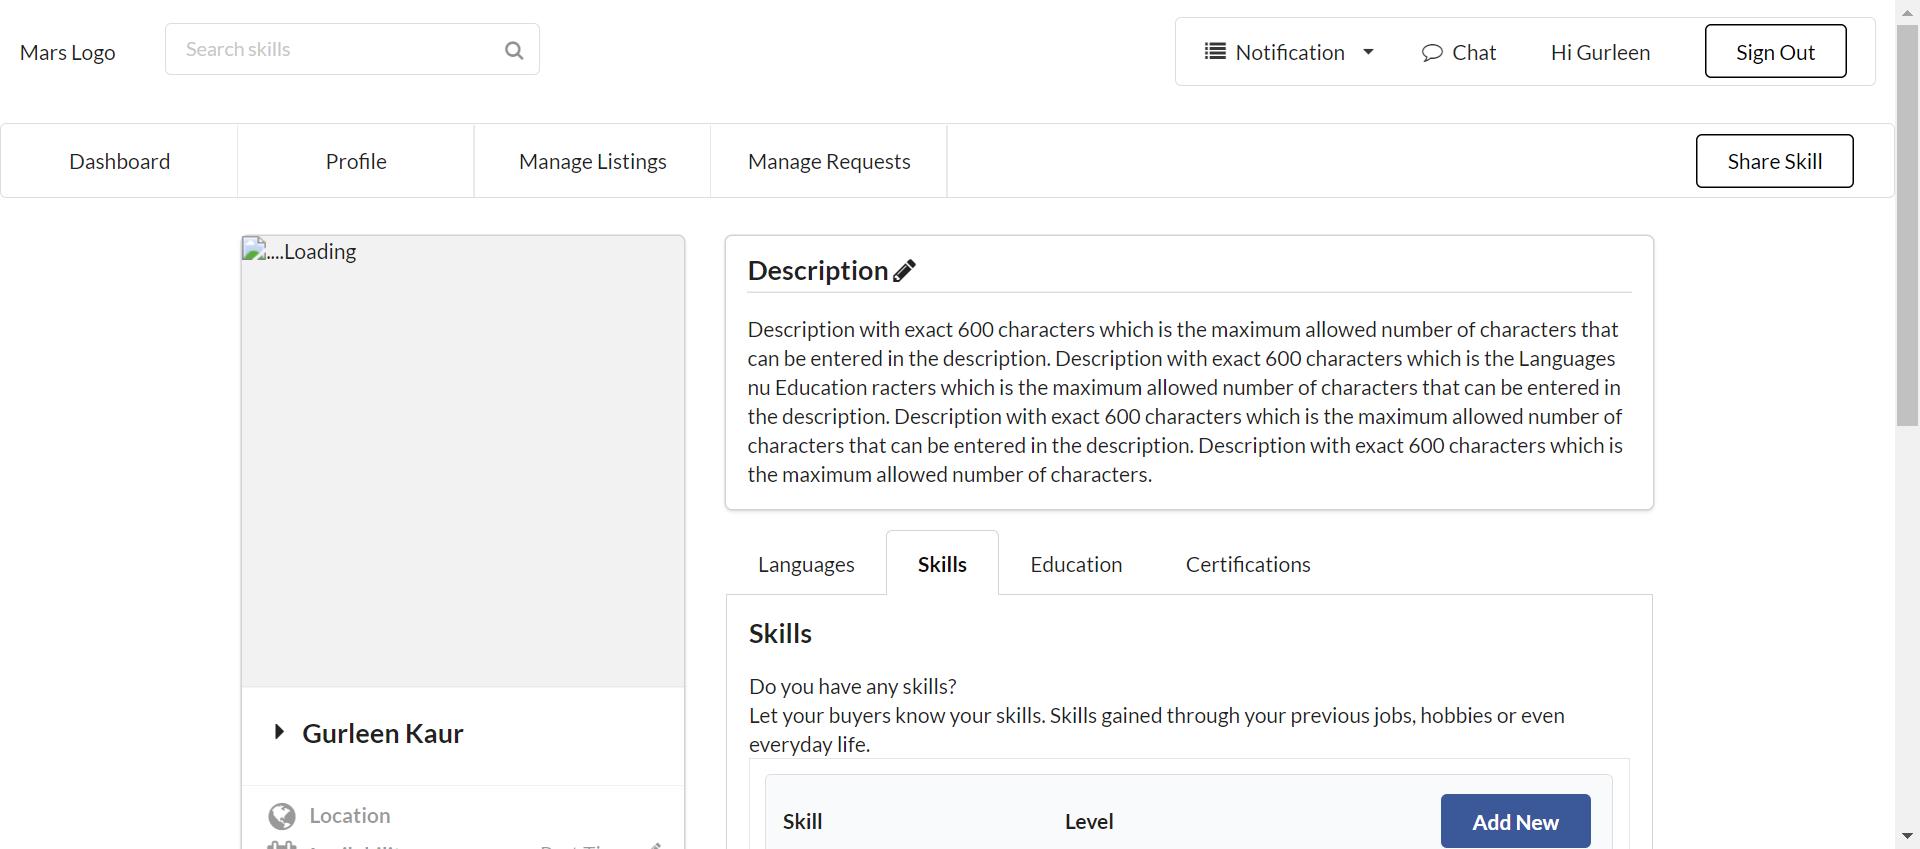 Mars Logo
Search skills
Notification
Chat
Hi Gurleen
Sign Out
Dashboard
Profile
Manage Listings
Manage Requests
Share Skill
....Loading
Gurleen Kaur
Location
Description
Description with exact 600 characters which is the maximum allowed number of characters that
can be entered in the description. Description with exact 600 characters which is the Languages
nu Education racters which is the maximum allowed number of characters that can be entered in
the description. Description with exact 600 characters which is the maximum allowed number of
characters that can be entered in the description. Description with exact 600 characters which is
the maximum allowed number of characters.
Languages
Skills
Education
Certifications
Skills
Do you have any skills?
Let your buyers know your skills. Skills gained through your previous jobs, hobbies or even
everyday life.
Skill
Level
Add New